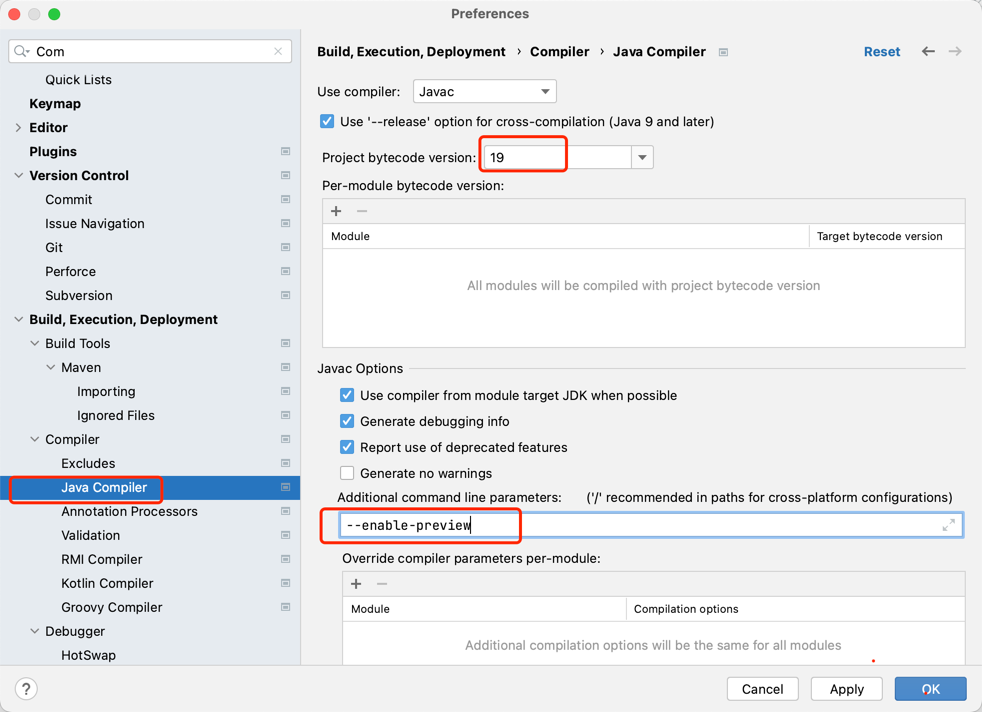 Preferences
Com
Quick Lists
Keymap
Editor
Plugins
Version Control
Commit
Issue Navigation
Git
Perforce
Subversion
Build, Execution, Deployment
Build Tools
Maven
Importing
Ignored Files
Compiler
Excludes
Java Compiler
Annotation Processors
Validation
RMI Compiler
Kotlin Compiler
Groovy Compiler
Debugger
HotSwap
Build, Execution, Deployment › Compiler › Java Compiler
Reset
Use compiler: Javac
Use '--release' option for cross-compilation (Java 9 and later)
Project bytecode version: 19
Per-module bytecode version:
Module Target bytecode version
All modules will be compiled with project bytecode version
Javac Options
Use compiler from module target JDK when possible
Generate debugging info
Report use of deprecated features
Generate no warnings
Additional command line parameters: ('/' recommended in paths for cross-platform configurations)
--enable-preview
Override compiler parameters per-module:
Module Compilation options
Additional compilation options will be the same for all modules
? Cancel Apply OK